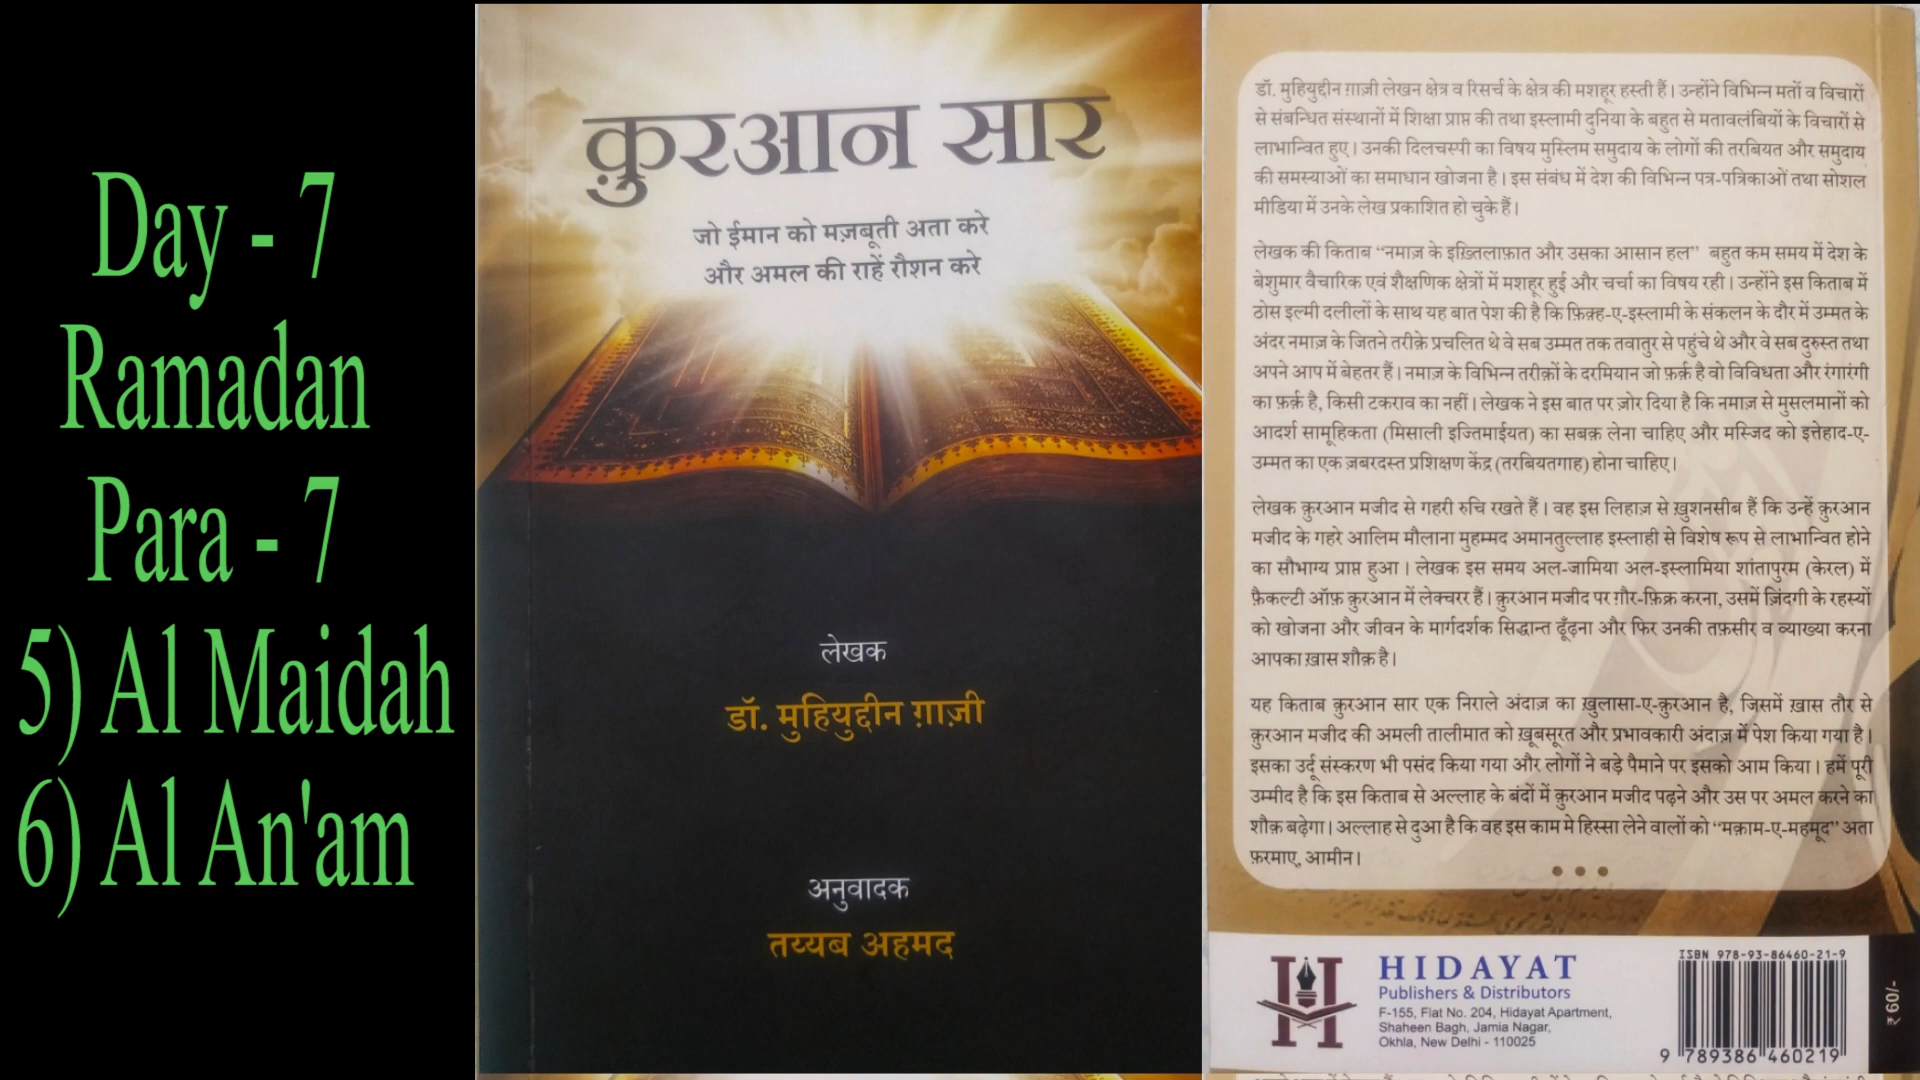 Day - 7
Ramadan
Para - 7
5) Al Maidah
6) Al An'am
क़ुरआन सार
जो ईमान को मज़बूती अता करे
और अमल की राहें रौशन करे
लेखक
डॉ. मुहियुद्दीन ग़ाज़ी
अनुवादक
तय्यब अहमद
डॉ. मुहियुद्दीन ग़ाज़ी लेखन क्षेत्र व रिसर्च के क्षेत्र की मशहूर हस्ती हैं। उन्होंने विभिन्न मतों व विचारों
से संबन्धित संस्थानों में शिक्षा प्राप्त की तथा इस्लामी दुनिया के बहुत से मतावलंबियों के विचारों से
लाभान्वित हुए। उनकी दिलचस्पी का विषय मुस्लिम समुदाय के लोगों की तरबियत और समुदाय
की समस्याओं का समाधान खोजना है। इस संबंध में देश की विभिन्न पत्र-पत्रिकाओं तथा सोशल
मीडिया में उनके लेख प्रकाशित हो चुके हैं।
लेखक की किताब “नमाज़ के इख़्तिलाफ़ात और उसका आसान हल” बहुत कम समय में देश के
बेशुमार वैचारिक एवं शैक्षणिक क्षेत्रों में मशहूर हुई और चर्चा का विषय रही। उन्होंने इस किताब में
ठोस इल्मी दलीलों के साथ यह बात पेश की है कि फ़िक़्ह-ए-इस्लामी के संकलन के दौर में उम्मत के
अंदर नमाज़ के जितने तरीक़े प्रचलित थे वे सब उम्मत तक तवातुर से पहुंचे थे और वे सब दुरुस्त तथा
अपने आप में बेहतर हैं। नमाज़ के विभिन्न तरीक़ों के दरमियान जो फ़र्क़ है वो विविधता और रंगारंगी
का फ़र्क़ है, किसी टकराव का नहीं। लेखक ने इस बात पर ज़ोर दिया है कि नमाज़ से मुसलमानों को
आदर्श सामूहिकता (मिसाली इज्तिमाईयत) का सबक़ लेना चाहिए और मस्जिद को इत्तेहाद-ए-
उम्मत का एक ज़बरदस्त प्रशिक्षण केंद्र (तरबियतगाह) होना चाहिए।
लेखक क़ुरआन मजीद से गहरी रुचि रखते हैं। वह इस लिहाज़ से ख़ुशनसीब हैं कि उन्हें क़ुरआन
मजीद के गहरे आलिम मौलाना मुहम्मद अमानतुल्लाह इस्लाही से विशेष रूप से लाभान्वित होने
का सौभाग्य प्राप्त हुआ। लेखक इस समय अल-जामिया अल-इस्लामिया शांतापुरम (केरल) में
फ़ैकल्टी ऑफ़ क़ुरआन में लेक्चरर हैं। क़ुरआन मजीद पर ग़ौर-फ़िक्र करना, उसमें ज़िंदगी के रहस्यों
को खोजना और जीवन के मार्गदर्शक सिद्धान्त ढूँढ़ना और फिर उनकी तफ़सीर व व्याख्या करना
आपका ख़ास शौक़ है।
यह किताब क़ुरआन सार एक निराले अंदाज़ का ख़ुलासा-ए-क़ुरआन है, जिसमें ख़ास तौर से
क़ुरआन मजीद की अमली तालीमात को ख़ूबसूरत और प्रभावकारी अंदाज़ में पेश किया गया है।
इसका उर्दू संस्करण भी पसंद किया गया और लोगों ने बड़े पैमाने पर इसको आम किया। हमें पूरी
उम्मीद है कि इस किताब से अल्लाह के बंदों में क़ुरआन मजीद पढ़ने और उस पर अमल करने का
शौक़ बढ़ेगा। अल्लाह से दुआ है कि वह इस काम मे हिस्सा लेने वालों को “मक़ाम-ए-महमूद” अता
फ़रमाए, आमीन।
HIDAYAT
Publishers & Distributors
F-155, Flat No. 204, Hidayat Apartment,
Shaheen Bagh, Jamia Nagar,
Okhla, New Delhi - 110025
ISBN 978-93-86460-21-9
9 789386 460219
₹ 60/-